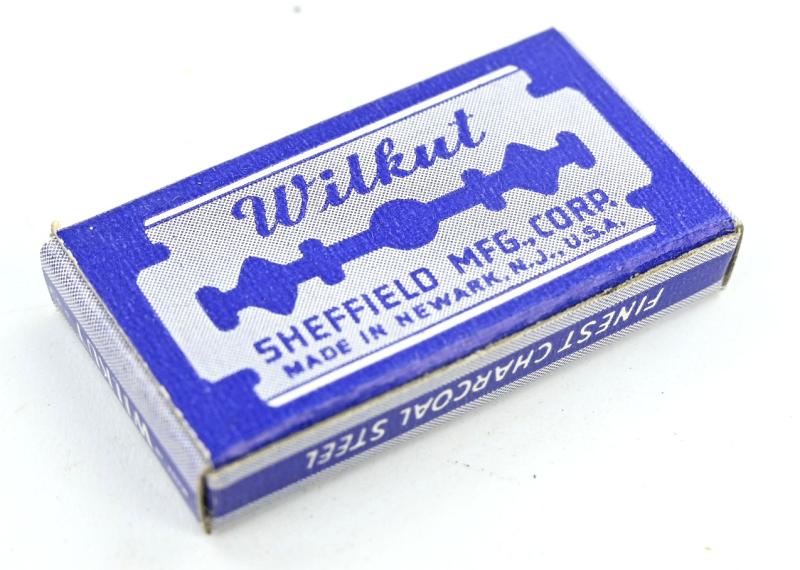 Wilkut
SHEFFIELD MFG., CORP.
MADE IN NEWARK, N.J., U.S.A.
FINEST CHARCOAL STEEL